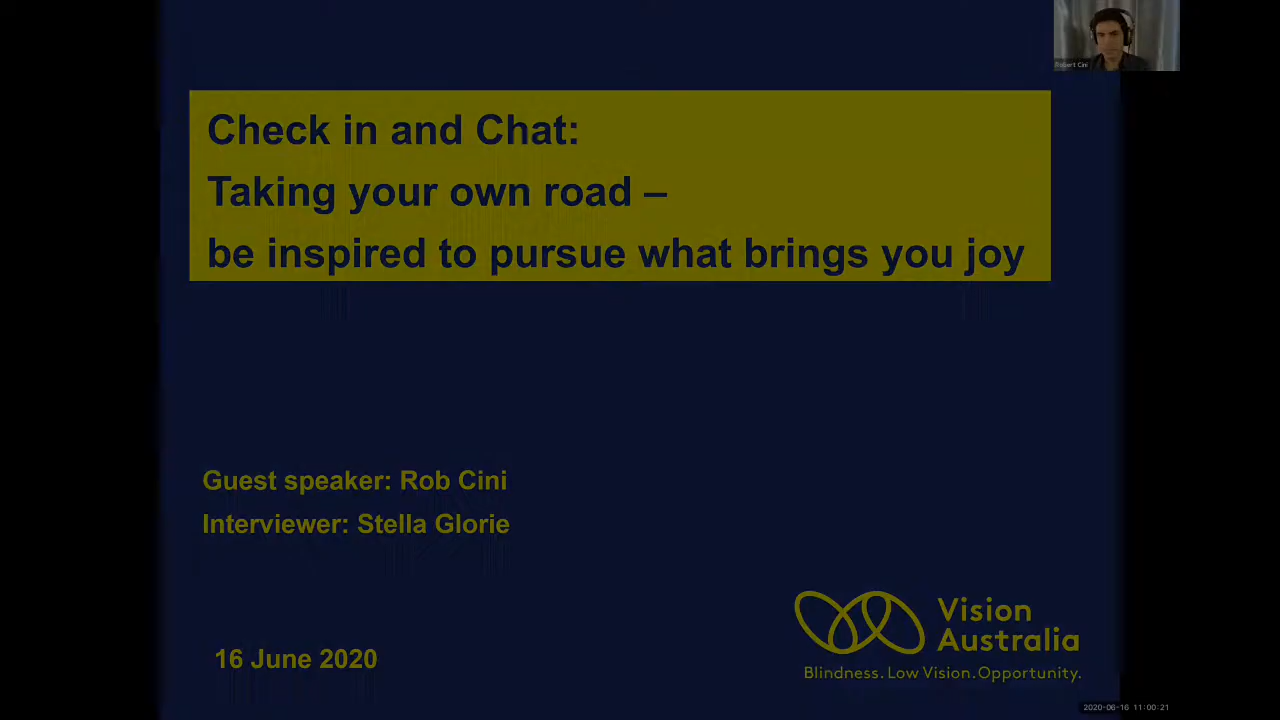 Robert Cini
Check in and Chat:
Taking your own road –
be inspired to pursue what brings you joy
Guest speaker: Rob Cini
Interviewer: Stella Glorie
16 June 2020
Vision
Australia
Blindness. Low Vision. Opportunity.
2020-06-16 11:00:21